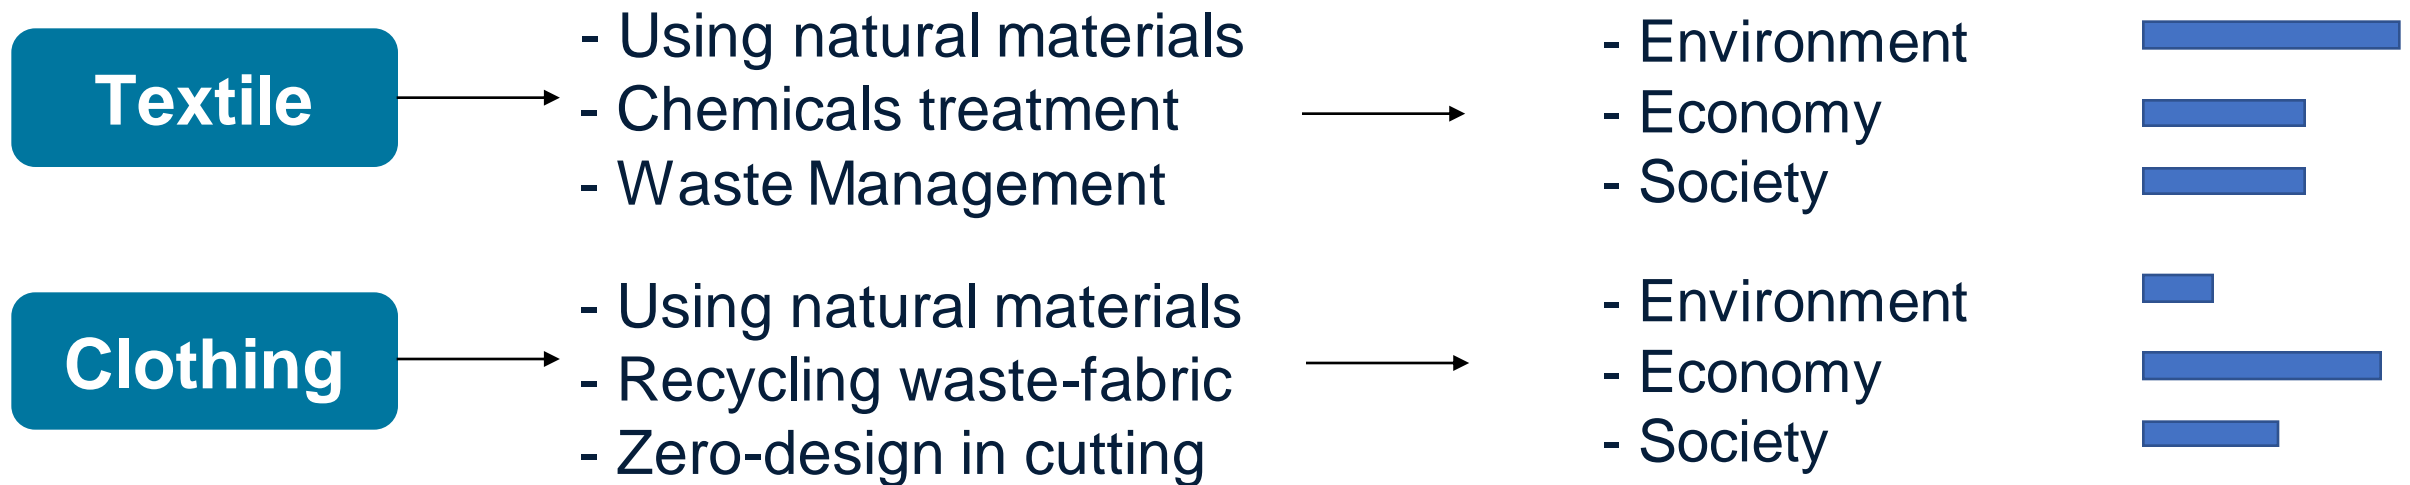 Textile
- Using natural materials
- Chemicals treatment
- Waste Management
- Environment
- Economy
- Society
Clothing
- Using natural materials
- Recycling waste-fabric
- Zero-design in cutting
- Environment
- Economy
- Society